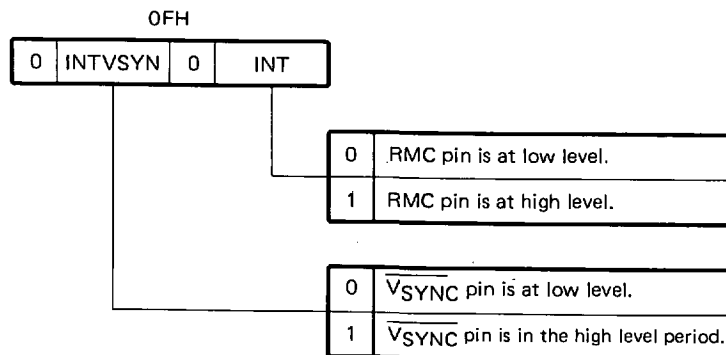 0FH
0 INTVSYN 0 INT
0 RMC pin is at low level.
1 RMC pin is at high level.
0 VSYNC pin is at low level.
1 VSYNC pin is in the high level period.